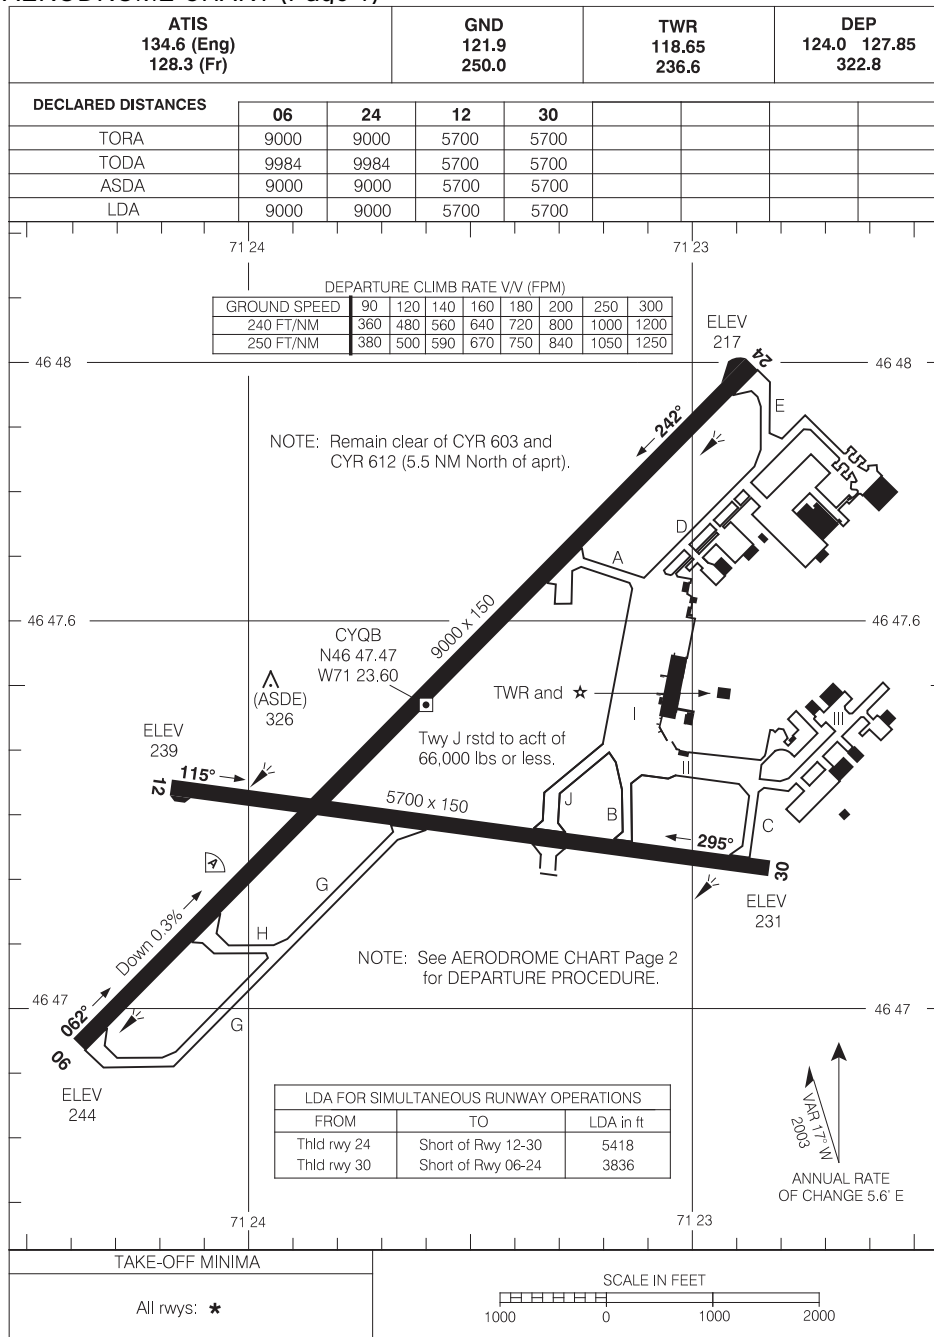 AERODROME CHART (Page 1)
ATIS
134.6 (Eng)
128.3 (Fr)
GND
121.9
250.0
TWR
118.65
236.6
DEP
124.0 127.85
322.8
DECLARED DISTANCES
06 24 12 30
TORA 9000 9000 5700 5700
TODA 9984 9984 5700 5700
ASDA 9000 9000 5700 5700
LDA 9000 9000 5700 5700
71 24
71 23
DEPARTURE CLIMB RATE V/V (FPM)
GROUND SPEED 90 120 140 160 180 200 250 300
240 FT/NM 360 480 560 640 720 800 1000 1200
250 FT/NM 380 500 590 670 750 840 1050 1250
ELEV
217
46 48
46 48
24
E
242°
NOTE: Remain clear of CYR 603 and
CYR 612 (5.5 NM North of aprt).
D
A
46 47.6
46 47.6
9000 x 150
CYQB
N46 47.47
W71 23.60
(ASDE)
326
TWR and
I
III
Twy J rstd to acft of
66,000 lbs or less.
II
ELEV
239
115°
12
5700 x 150
J
B
C
295°
30
ELEV
231
A
G
H
Down 0.3%
NOTE: See AERODROME CHART Page 2
for DEPARTURE PROCEDURE.
46 47
46 47
062°
G
06
ELEV
244
LDA FOR SIMULTANEOUS RUNWAY OPERATIONS
FROM TO LDA in ft
Thld rwy 24 Short of Rwy 12-30 5418
Thld rwy 30 Short of Rwy 06-24 3836
VAR 17° W
2003
ANNUAL RATE
OF CHANGE 5.6' E
71 24
71 23
TAKE-OFF MINIMA
All rwys: *
SCALE IN FEET
1000 0 1000 2000